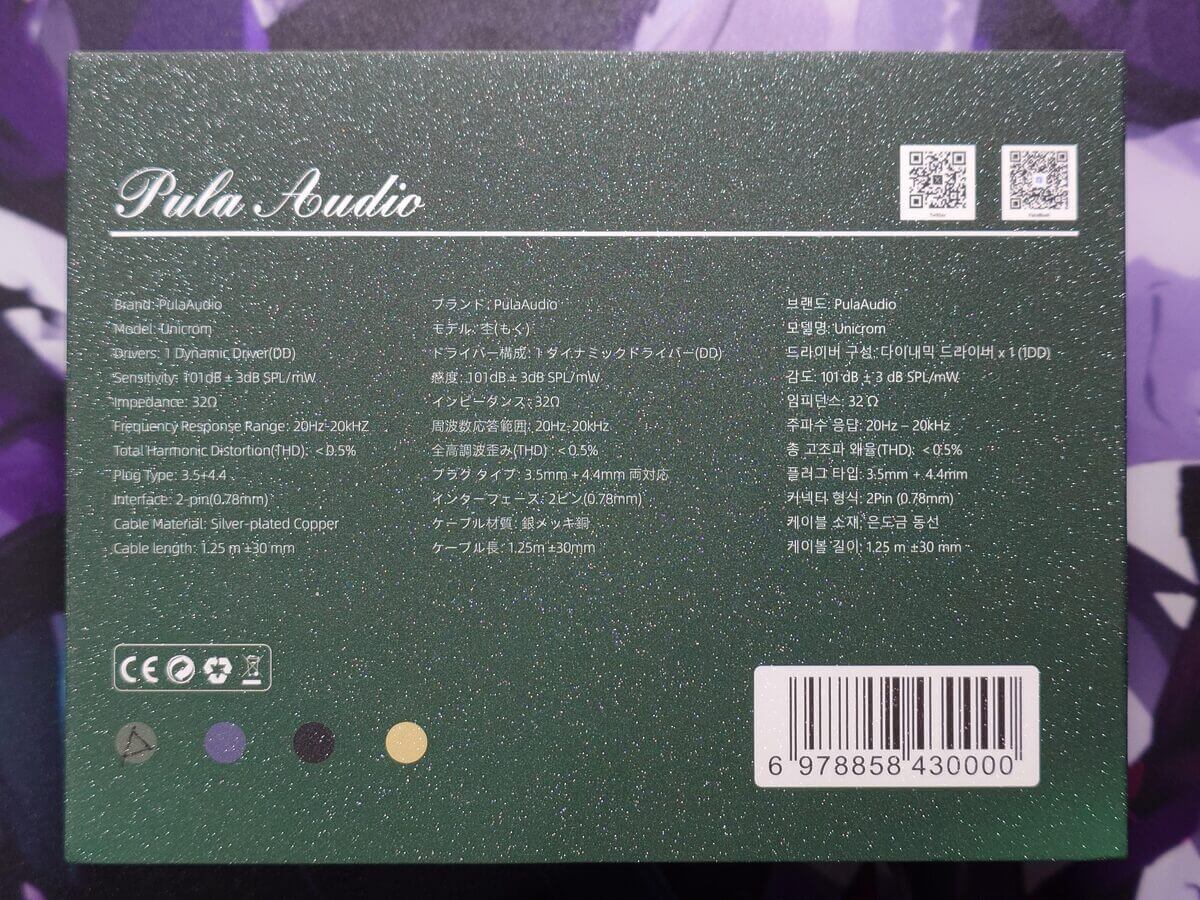 Pula Audio
Brand: PulaAudio
Model: Unicrom
Drivers: 1 Dynamic Driver(DD)
Sensitivity: 101dB ± 3dB SPL/mW
Impedance: 32Ω
Frequency Response Range: 20Hz-20kHZ
Total Harmonic Distortion(THD): <0.5%
Plug Type: 3.5+4.4
Interface: 2-pin(0.78mm)
Cable Material: Silver-plated Copper
Cable length: 1.25 m ±30 mm
ブランド: PulaAudio
モデル: 杢(もく)
ドライバー構成: 1 ダイナミックドライバー(DD)
感度: 101dB ± 3dB SPL/mW
インピーダンス: 32Ω
周波数応答範囲: 20Hz-20kHz
全高調波歪み(THD) : <0.5%
プラグ タイプ: 3.5mm + 4.4mm 両対応
インターフェース: 2ピン(0.78mm)
ケーブル材質: 銀メッキ銅
ケーブル長: 1.25m ±30mm
브랜드: PulaAudio
모델명: Unicrom
드라이버 구성: 다이내믹 드라이버 x 1 (1DD)
감도: 101 dB ± 3 dB SPL/mW
임피던스: 32 Ω
주파수 응답: 20Hz – 20kHz
총 고조파 왜율(THD): <0.5%
플러그 타입: 3.5mm + 4.4mm
커넥터 형식: 2Pin (0.78mm)
케이블 소재: 은도금 동선
케이블 길이: 1.25 m ±30 mm
CE
6 978858 430000